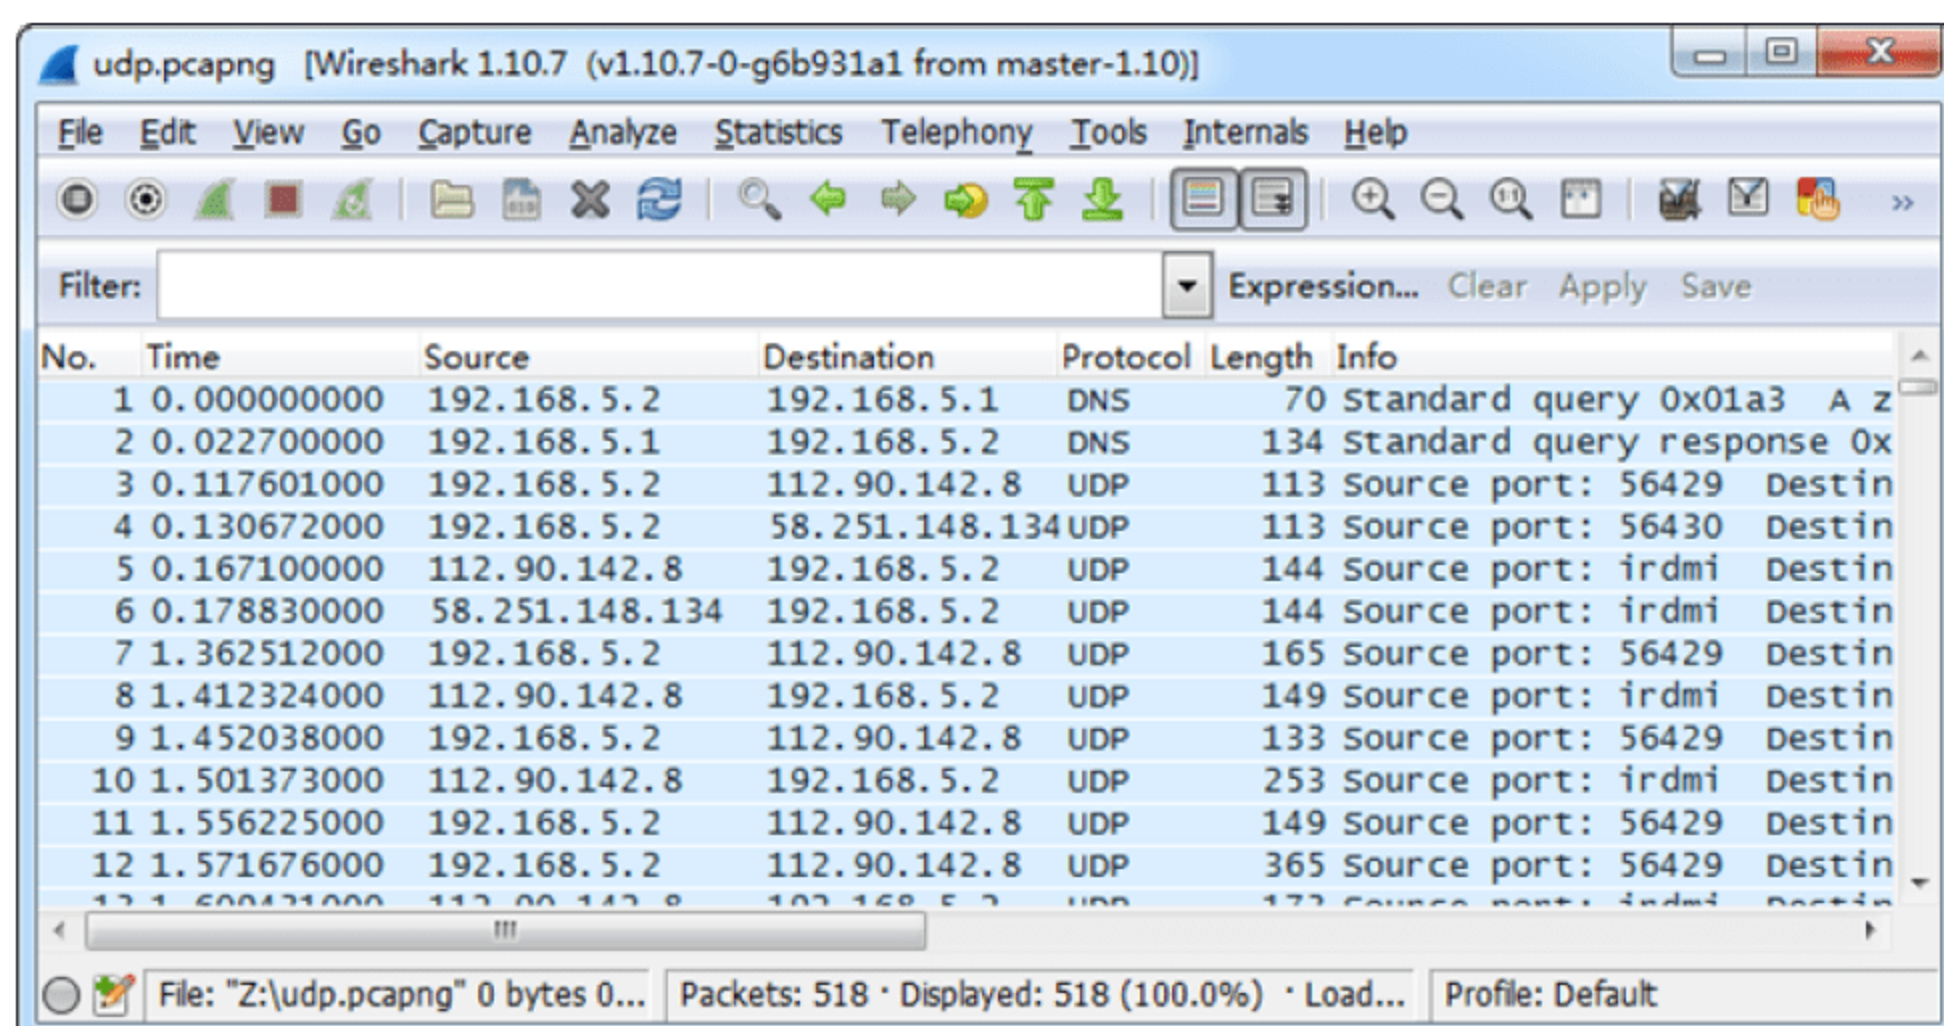 udp.pcapng [Wireshark 1.10.7 (v1.10.7-0-g6b931a1 from master-1.10)]
File Edit View Go Capture Analyze Statistics Telephony Tools Internals Help
Filter: Expression... Clear Apply Save
No. Time Source Destination Protocol Length Info
1 0.000000000 192.168.5.2 192.168.5.1 DNS 70 Standard query 0x01a3 A z
2 0.022700000 192.168.5.1 192.168.5.2 DNS 134 Standard query response 0x
3 0.117601000 192.168.5.2 112.90.142.8 UDP 113 Source port: 56429 Destin
4 0.130672000 192.168.5.2 58.251.148.134 UDP 113 Source port: 56430 Destin
5 0.167100000 112.90.142.8 192.168.5.2 UDP 144 Source port: irdmi Destin
6 0.178830000 58.251.148.134 192.168.5.2 UDP 144 Source port: irdmi Destin
7 1.362512000 192.168.5.2 112.90.142.8 UDP 165 Source port: 56429 Destin
8 1.412324000 112.90.142.8 192.168.5.2 UDP 149 Source port: irdmi Destin
9 1.452038000 192.168.5.2 112.90.142.8 UDP 133 Source port: 56429 Destin
10 1.501373000 112.90.142.8 192.168.5.2 UDP 253 Source port: irdmi Destin
11 1.556225000 192.168.5.2 112.90.142.8 UDP 149 Source port: 56429 Destin
12 1.571676000 192.168.5.2 112.90.142.8 UDP 365 Source port: 56429 Destin
File: "Z:\udp.pcapng" 0 bytes 0... Packets: 518 · Displayed: 518 (100.0%) · Load... Profile: Default